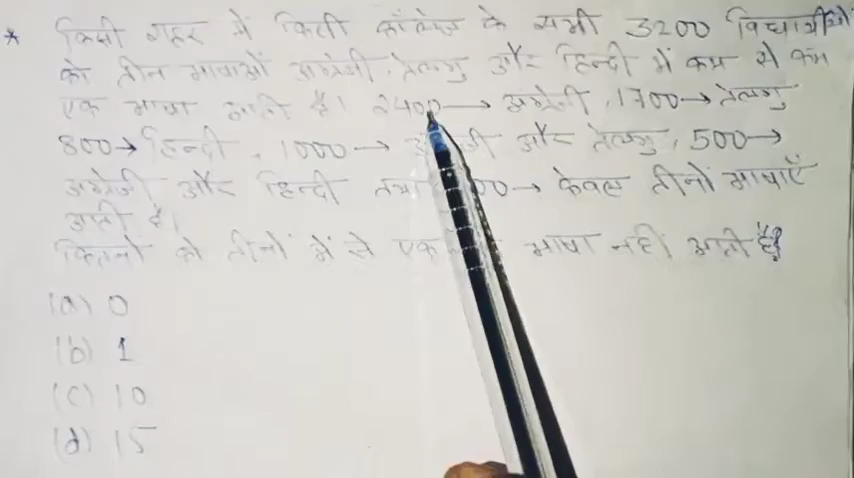 * किसी शहर में किसी कॉलेज के सभी 3200 विद्यार्थीओं
को तीन भाषाओं अंग्रेजी, तेलगु और हिन्दी में कम से कम
एक भाषा आती है। 2400→ अंग्रेजी, 1700→ तेलगु
800→ हिन्दी, 1000→ और तेलगु, 500→
अंग्रेजी और हिन्दी तथा 00→ केवल तीनों भाषाएँ
आती है।
कितनों को तीनों में से एक भाषा नहीं आती है?
(a) 0
(b) 1
(c) 10
(d) 15